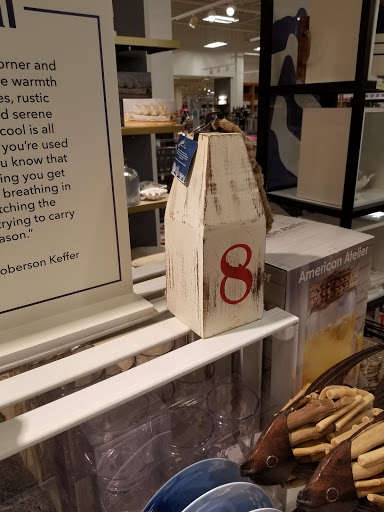 orner and
warmth
es, rustic
d serene
cool is all
you're used
u know that
ing you get
breathing in
tching the
trying to carry
ason."
oberson Keffer
8
American Atelier